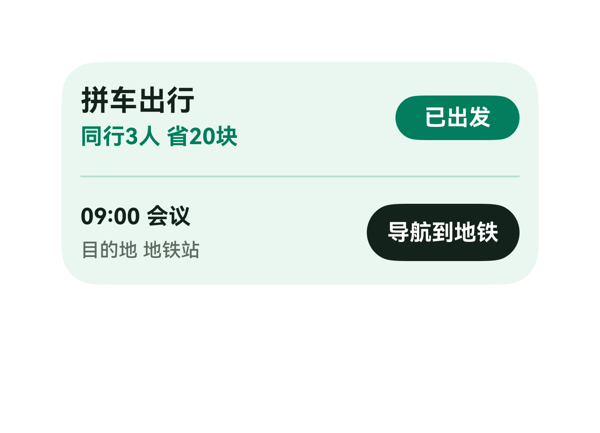 拼车出行
同行3人 省20块
已出发
09:00 会议
目的地 地铁站
导航到地铁